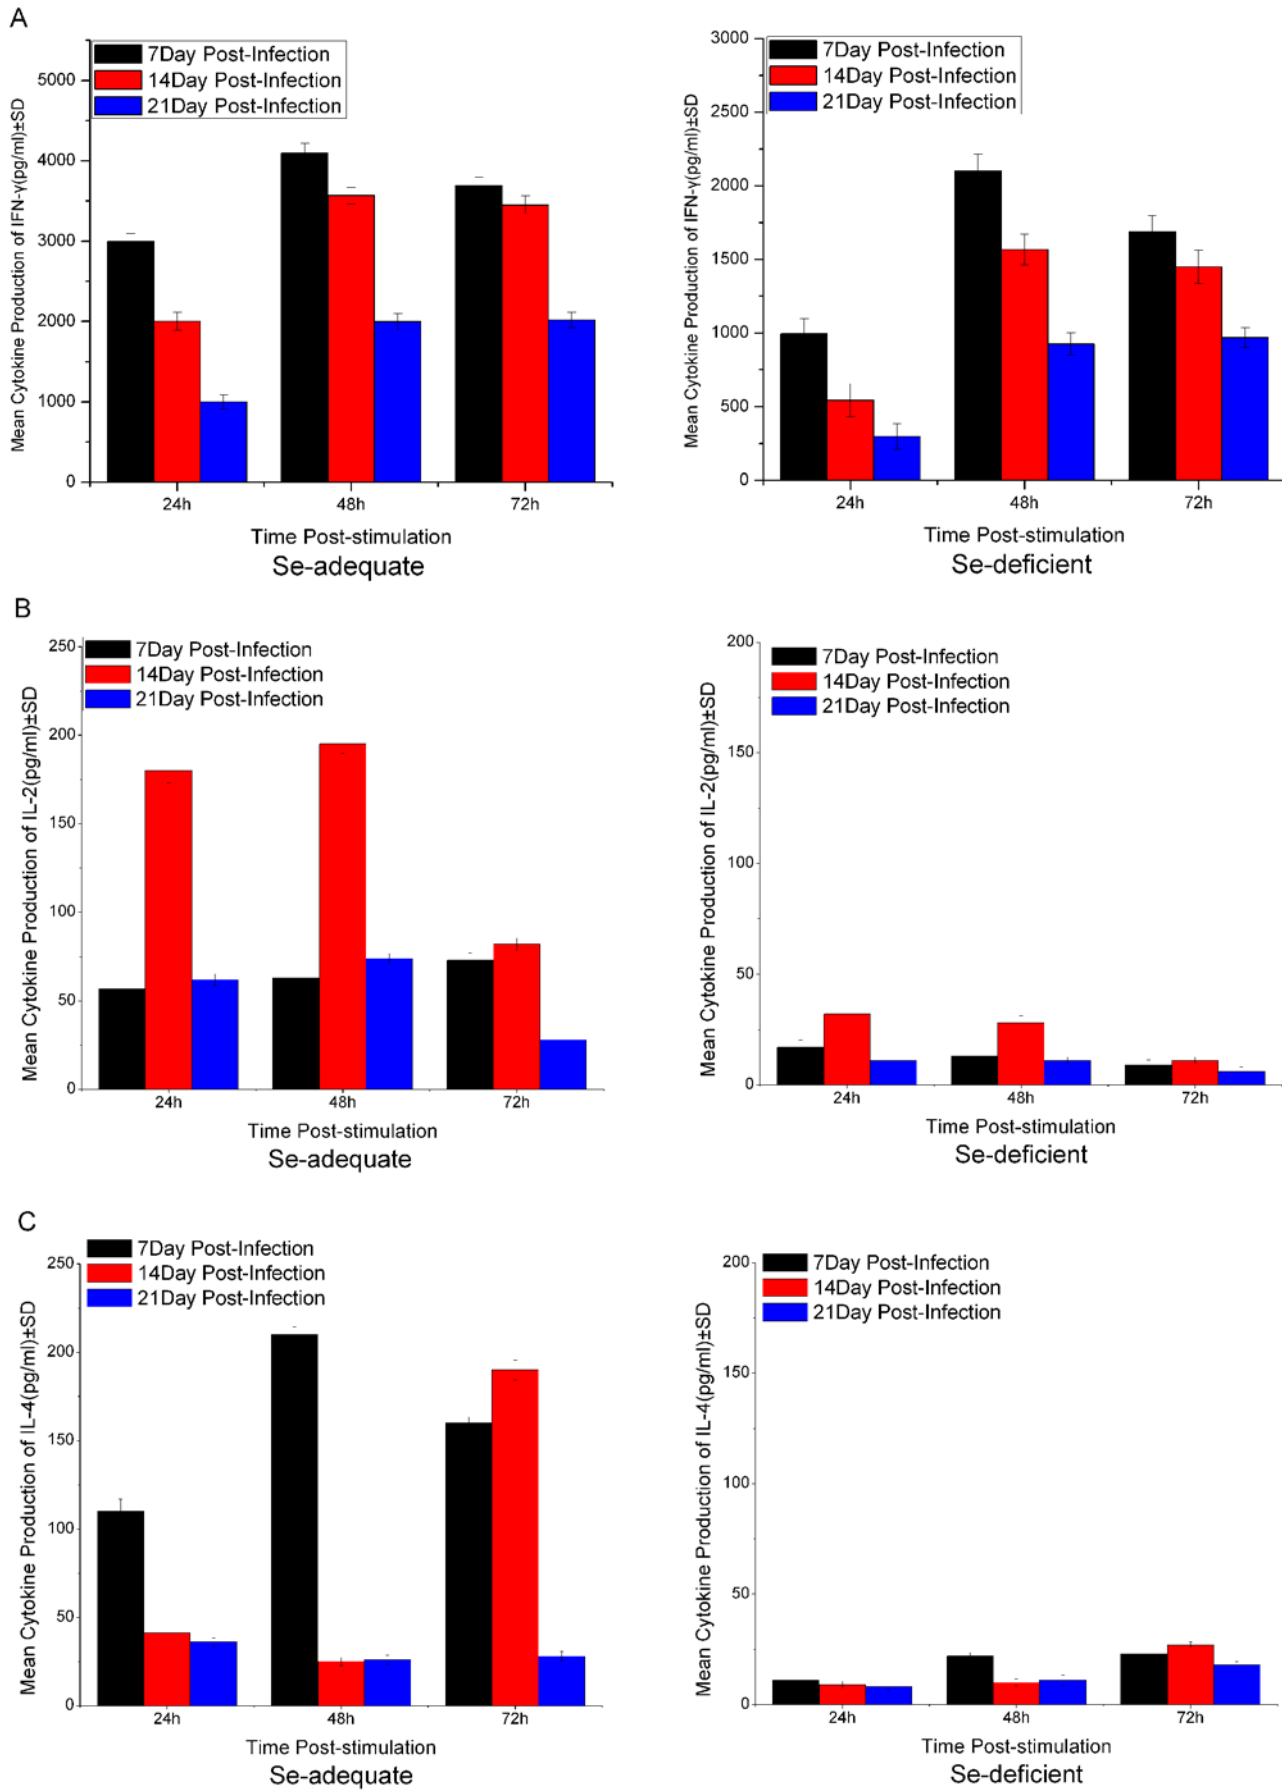 A
7Day Post-Infection
14Day Post-Infection
21Day Post-Infection
Mean Cytokine Production of IFN-γ(pg/ml)±SD
5000
4000
3000
2000
1000
0
24h
48h
72h
Time Post-stimulation
Se-adequate
7Day Post-Infection
14Day Post-Infection
21Day Post-Infection
Mean Cytokine Production of IFN-γ(pg/ml)±SD
3000
2500
2000
1500
1000
500
0
24h
48h
72h
Time Post-stimulation
Se-deficient
B
7Day Post-Infection
14Day Post-Infection
21Day Post-Infection
Mean Cytokine Production of IL-2(pg/ml)±SD
250
200
150
100
50
0
24h
48h
72h
Time Post-stimulation
Se-adequate
7Day Post-Infection
14Day Post-Infection
21Day Post-Infection
Mean Cytokine Production of IL-2(pg/ml)±SD
200
150
100
50
0
24h
48h
72h
Time Post-stimulation
Se-deficient
C
7Day Post-Infection
14Day Post-Infection
21Day Post-Infection
Mean Cytokine Production of IL-4(pg/ml)±SD
250
200
150
100
50
0
24h
48h
72h
Time Post-stimulation
Se-adequate
7Day Post-Infection
14Day Post-Infection
21Day Post-Infection
Mean Cytokine Production of IL-4(pg/ml)±SD
200
150
100
50
0
24h
48h
72h
Time Post-stimulation
Se-deficient